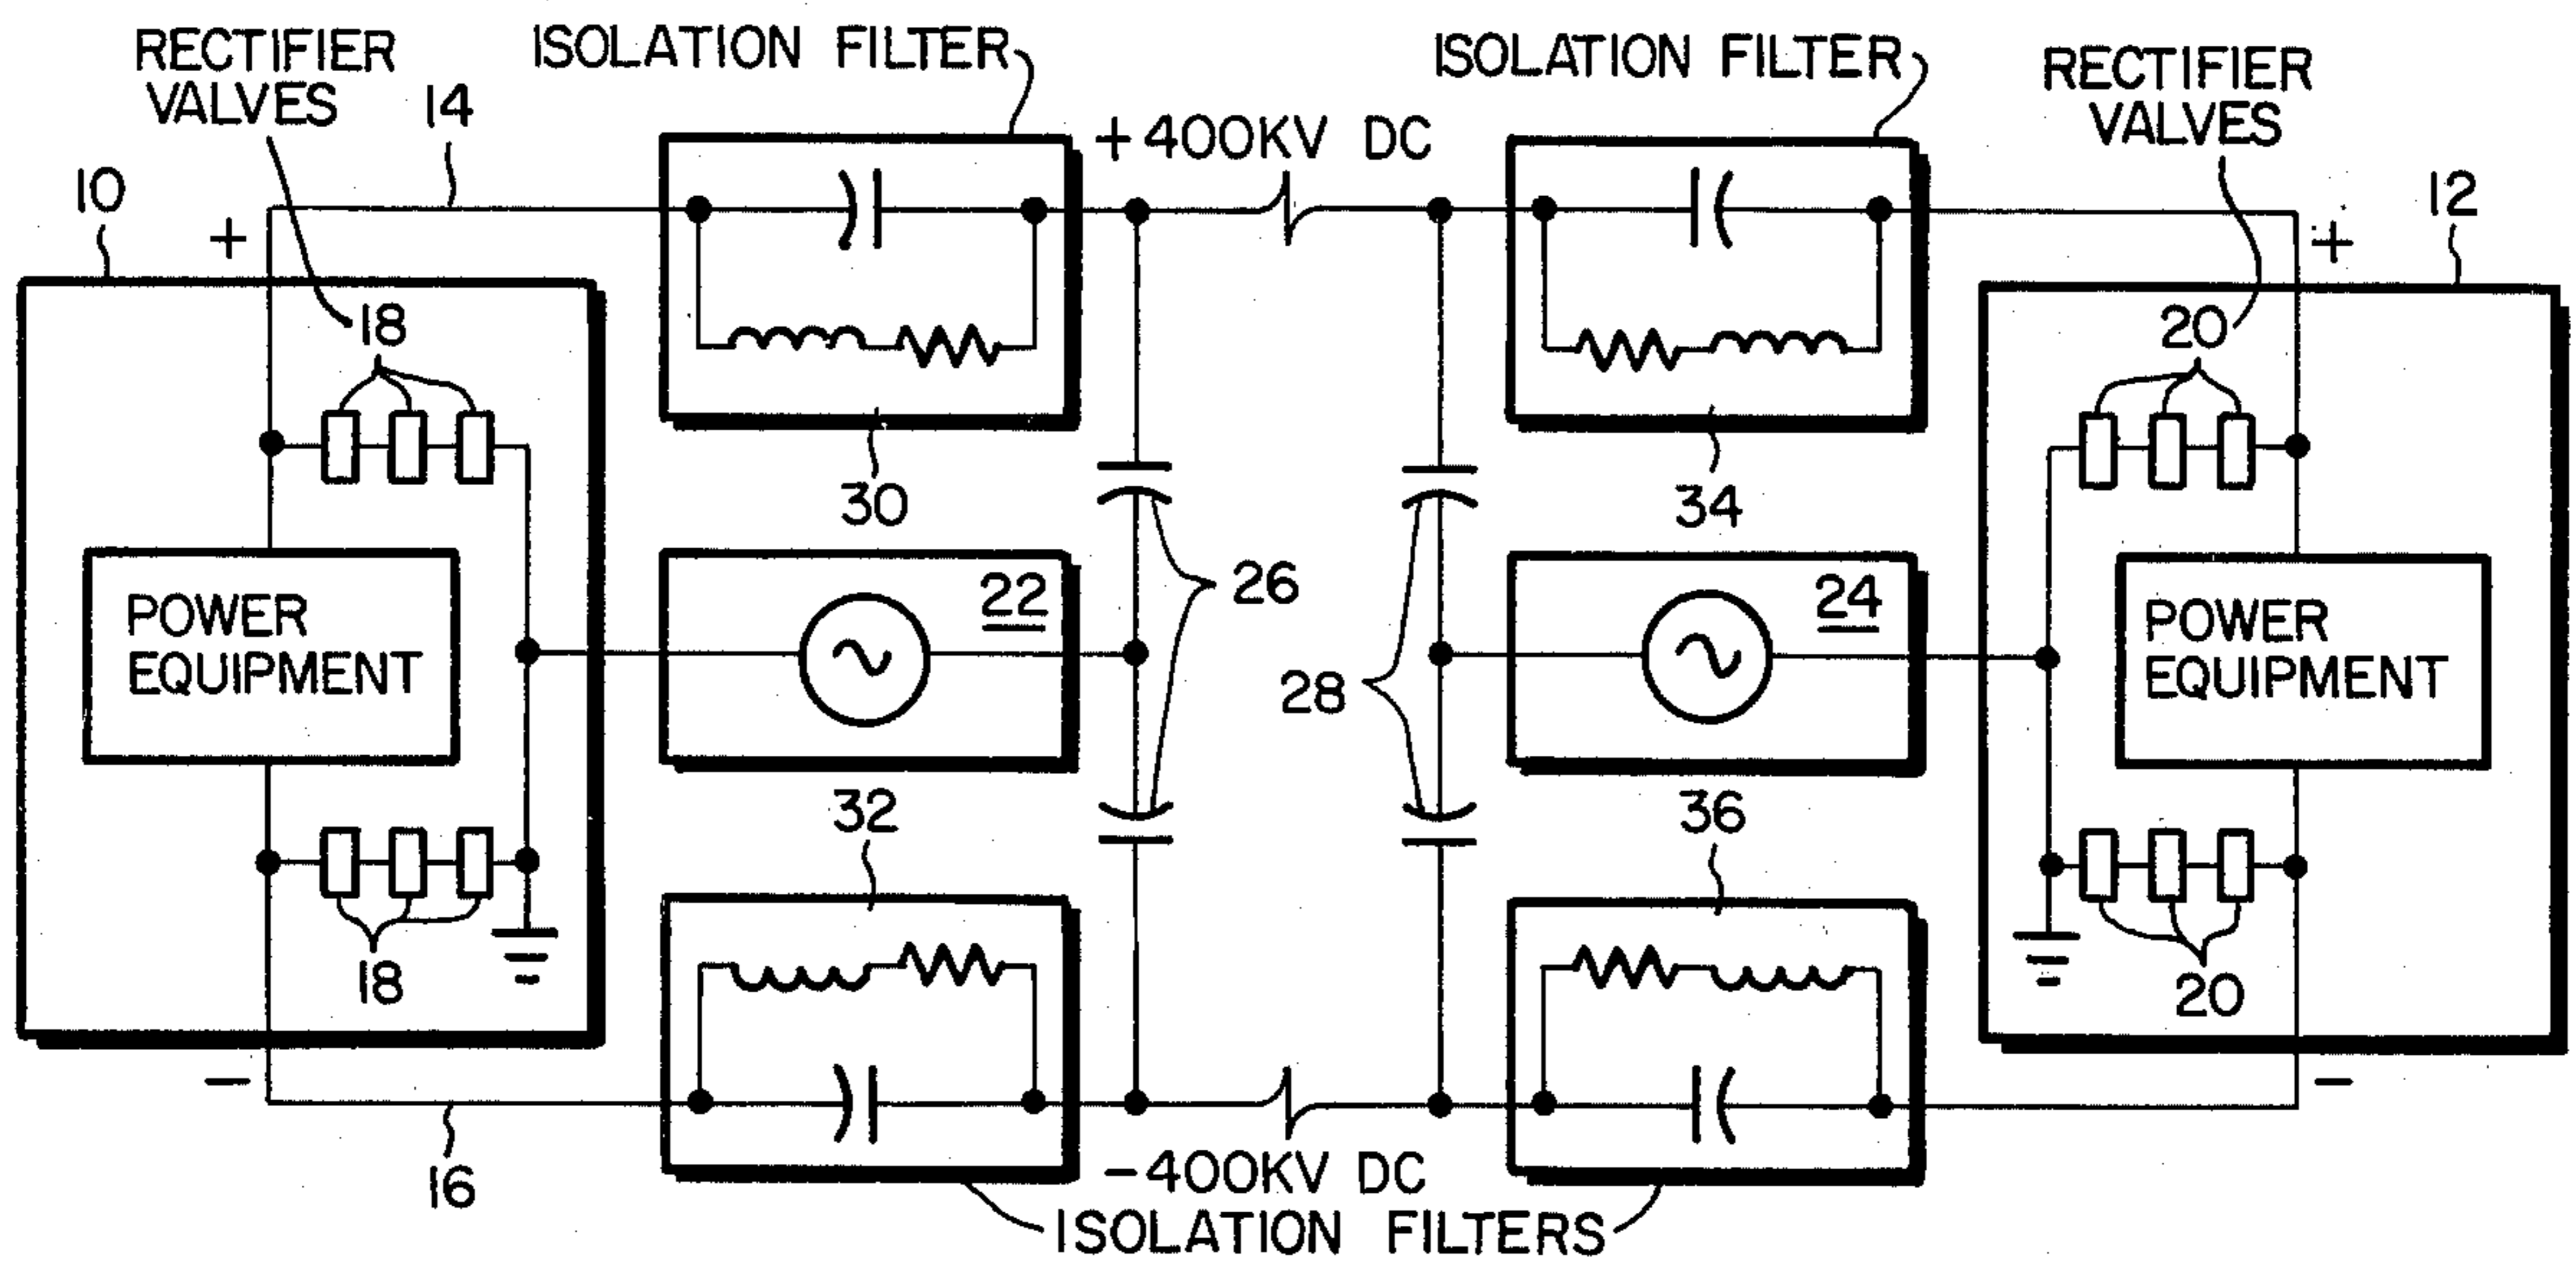 RECTIFIER
VALVES
14
ISOLATION FILTER
+400KV DC
ISOLATION FILTER
RECTIFIER
VALVES
10
+
12
+
18
20
30
34
POWER
EQUIPMENT
22
26
28
24
POWER
EQUIPMENT
32
36
18
20
−
16
−400KV DC
−
ISOLATION FILTERS